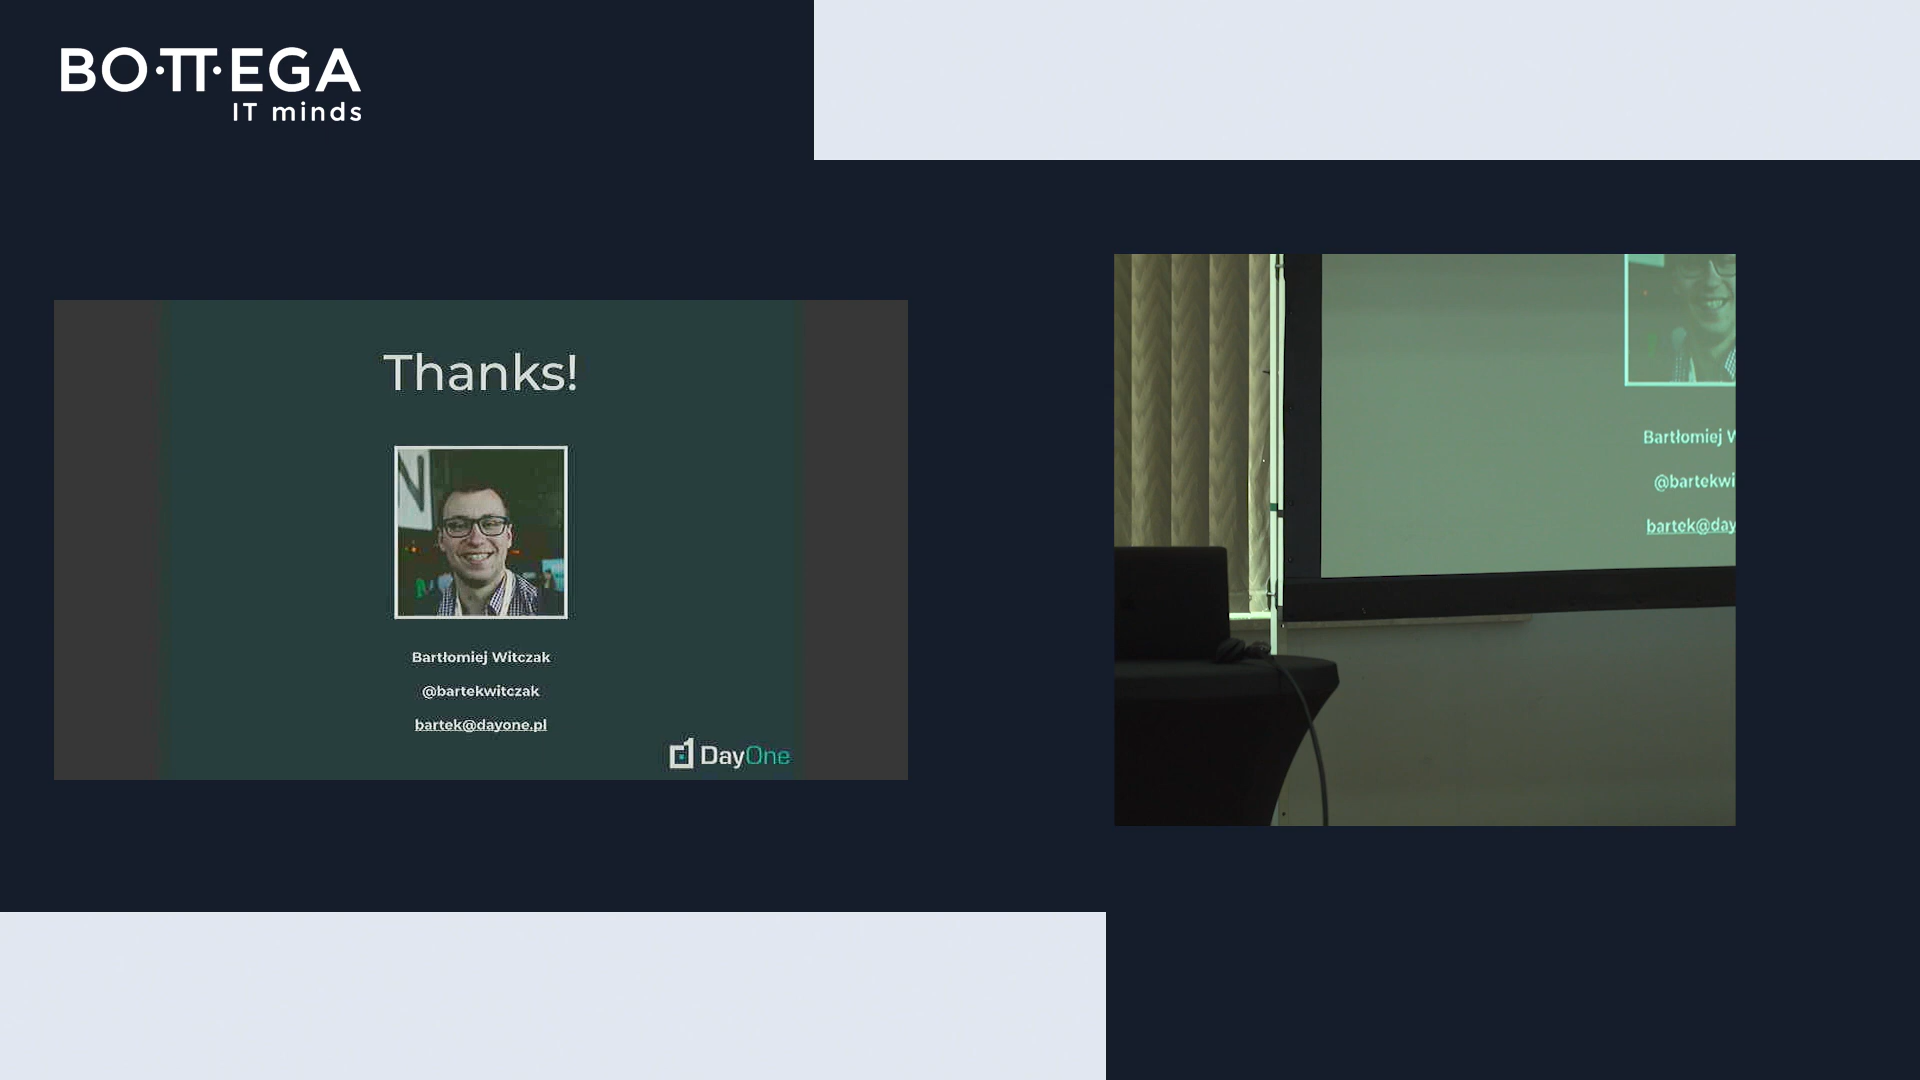 BO·TT·EGA
IT minds
Thanks!
Bartłomiej Witczak
@bartekwitczak
bartek@dayone.pl
DayOne
Bartłomiej W
@bartekwi
bartek@day